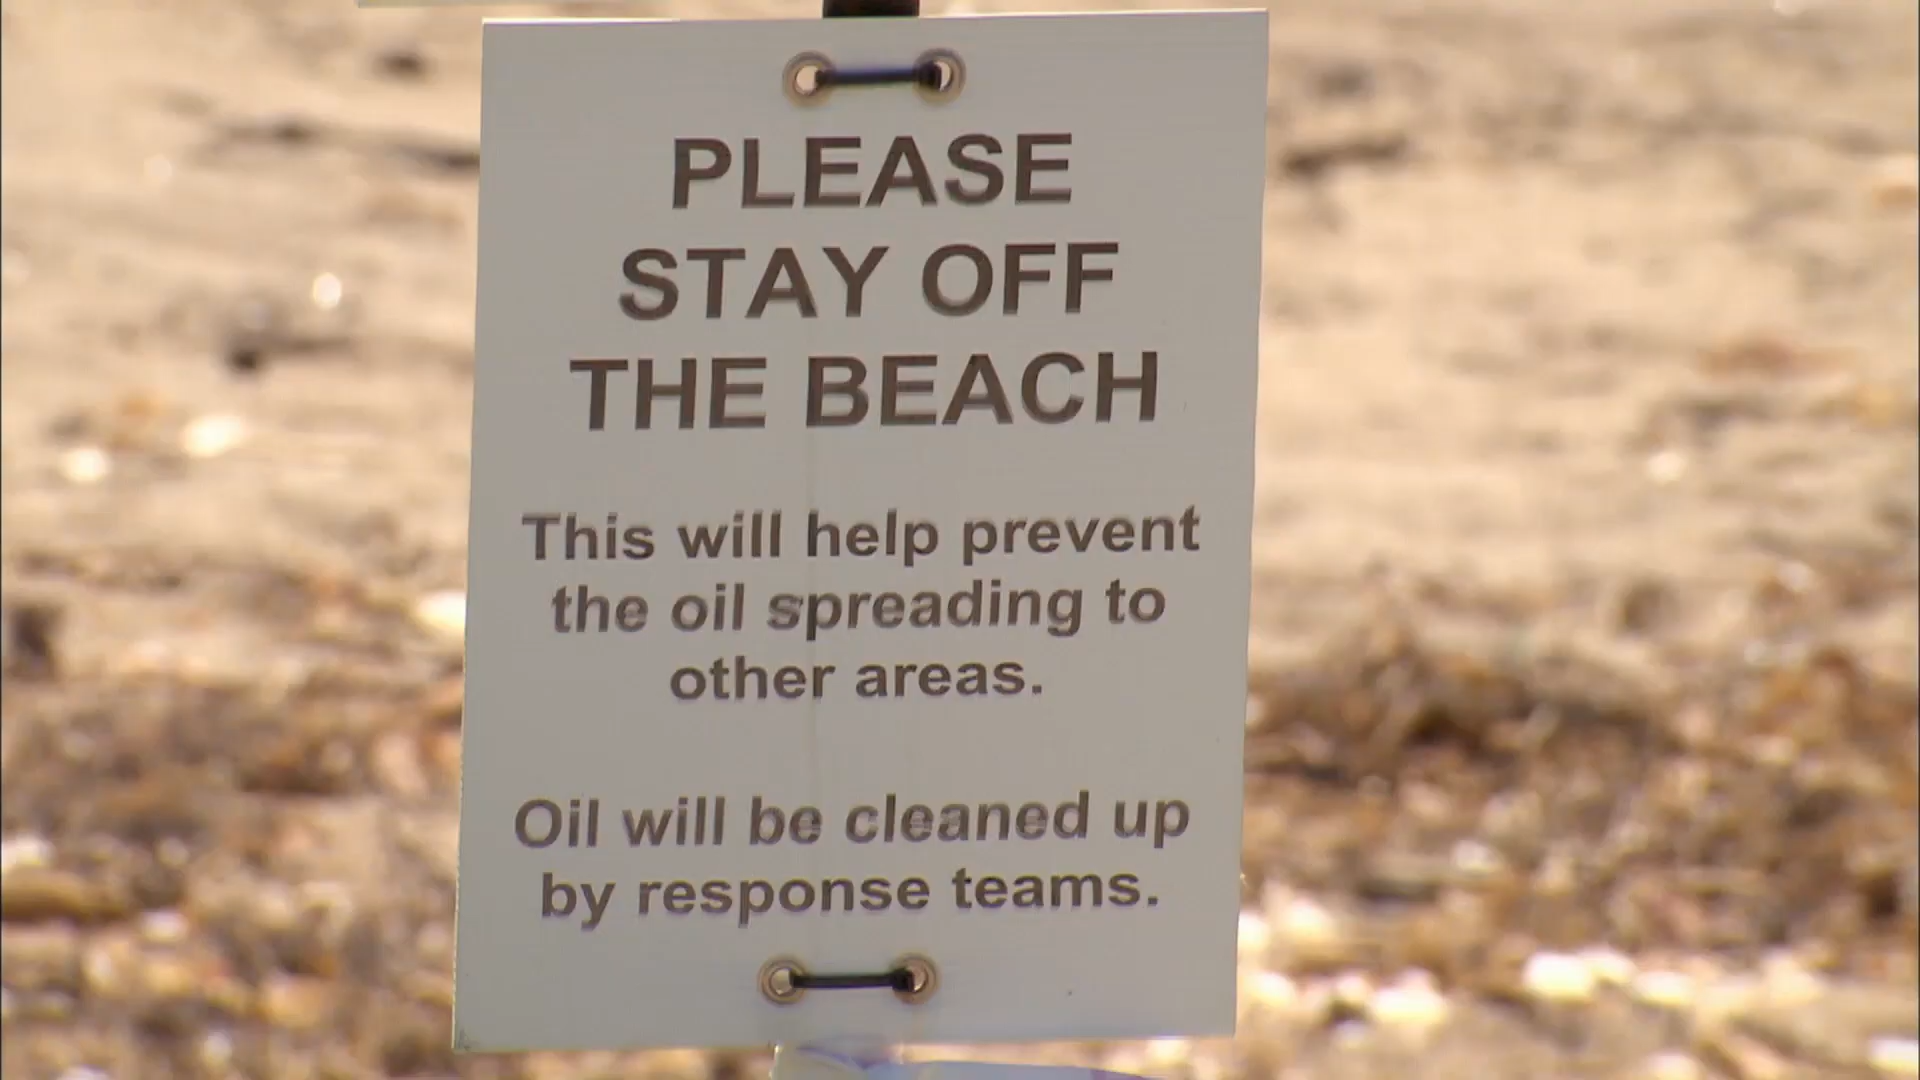 PLEASE
STAY OFF
THE BEACH
This will help prevent
the oil spreading to
other areas.
Oil will be cleaned up
by response teams.